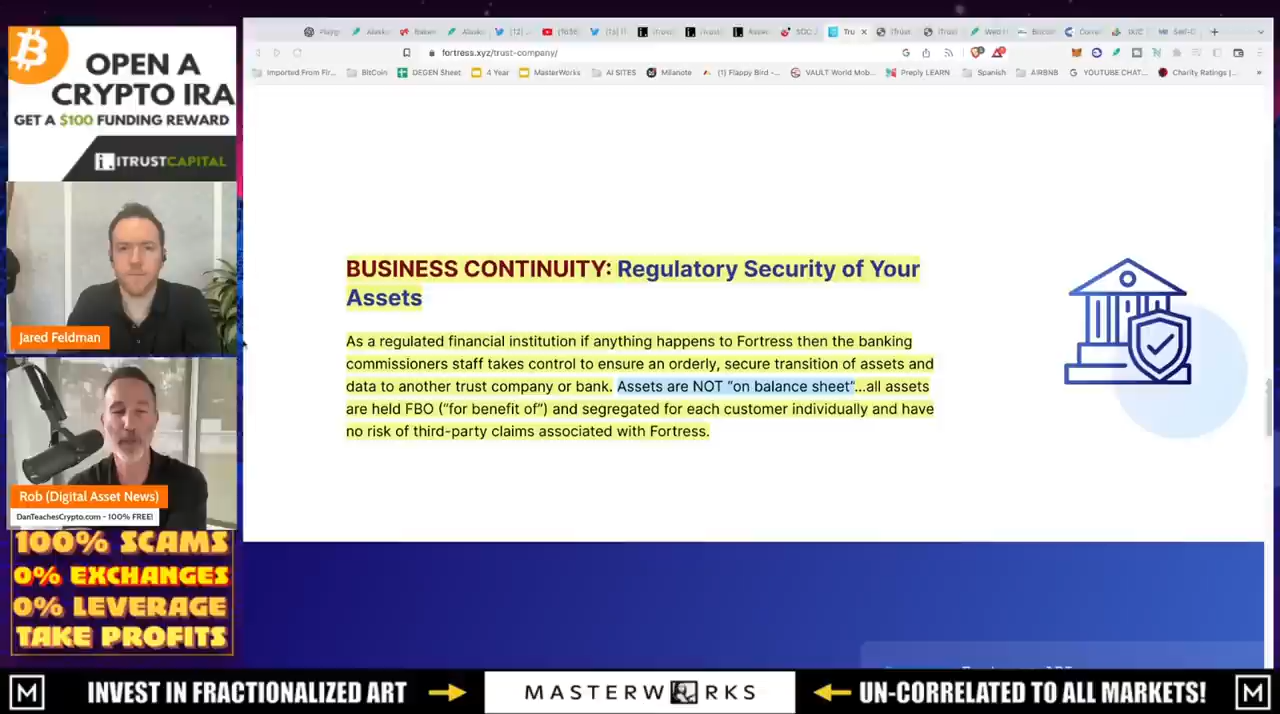 OPEN A
CRYPTO IRA
GET A $100 FUNDING REWARD
i. ITRUSTCAPITAL
Jared Feldman
Rob (Digital Asset News)
DanTeachesCrypto.com - 100% FREE!
100% SCAMS
0% EXCHANGES
0% LEVERAGE
TAKE PROFITS
fortress.xyz/trust-company/
Imported From Fir... BitCoin DEGEN Sheet 4 Year MasterWorks AI SITES Milanote (1) Flappy Bird -... VAULT World Mob... Preply LEARN Spanish AIRBNB YOUTUBE CHAT... Charity Ratings |... »
BUSINESS CONTINUITY: Regulatory Security of Your
Assets
As a regulated financial institution if anything happens to Fortress then the banking
commissioners staff takes control to ensure an orderly, secure transition of assets and
data to another trust company or bank. Assets are NOT “on balance sheet”...all assets
are held FBO (“for benefit of”) and segregated for each customer individually and have
no risk of third-party claims associated with Fortress.
M INVEST IN FRACTIONALIZED ART MASTERWORKS UN-CORRELATED TO ALL MARKETS! M